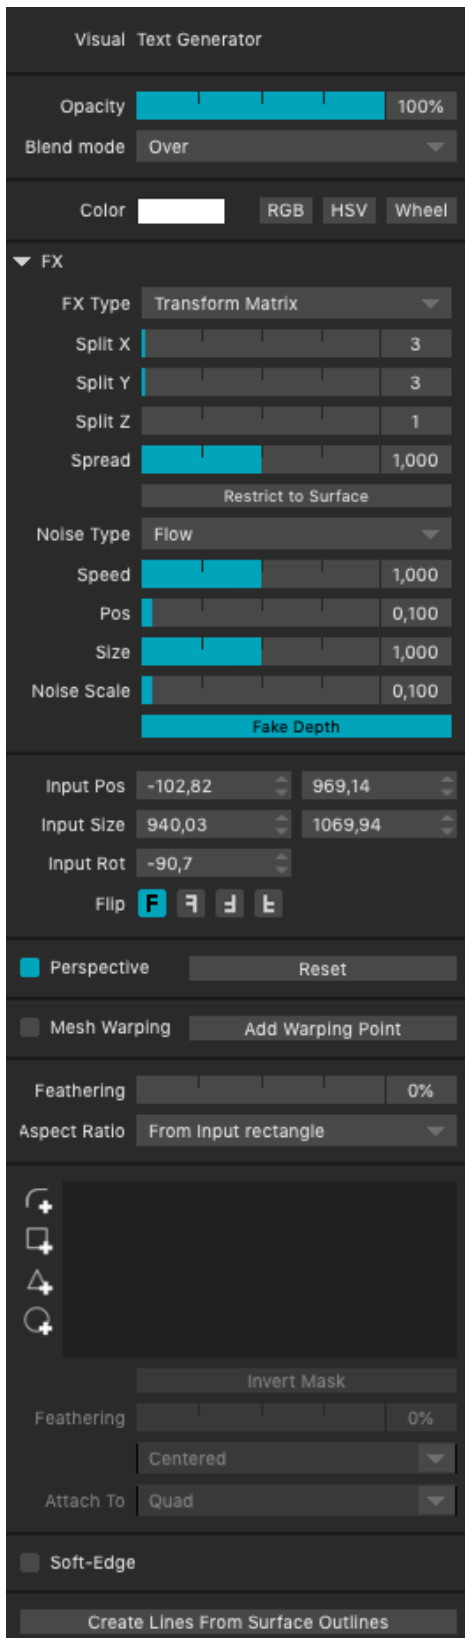 Visual Text Generator
Opacity 100%
Blend mode Over
Color RGB HSV Wheel
FX
FX Type Transform Matrix
Split X 3
Split Y 3
Split Z 1
Spread 1,000
Restrict to Surface
Noise Type Flow
Speed 1,000
Pos 0,100
Size 1,000
Noise Scale 0,100
Fake Depth
Input Pos -102,82 969,14
Input Size 940,03 1069,94
Input Rot -90,7
Flip F F F F
Perspective Reset
Mesh Warping Add Warping Point
Feathering 0%
Aspect Ratio From Input rectangle
Invert Mask
Feathering 0%
Centered
Attach To Quad
Soft-Edge
Create Lines From Surface Outlines